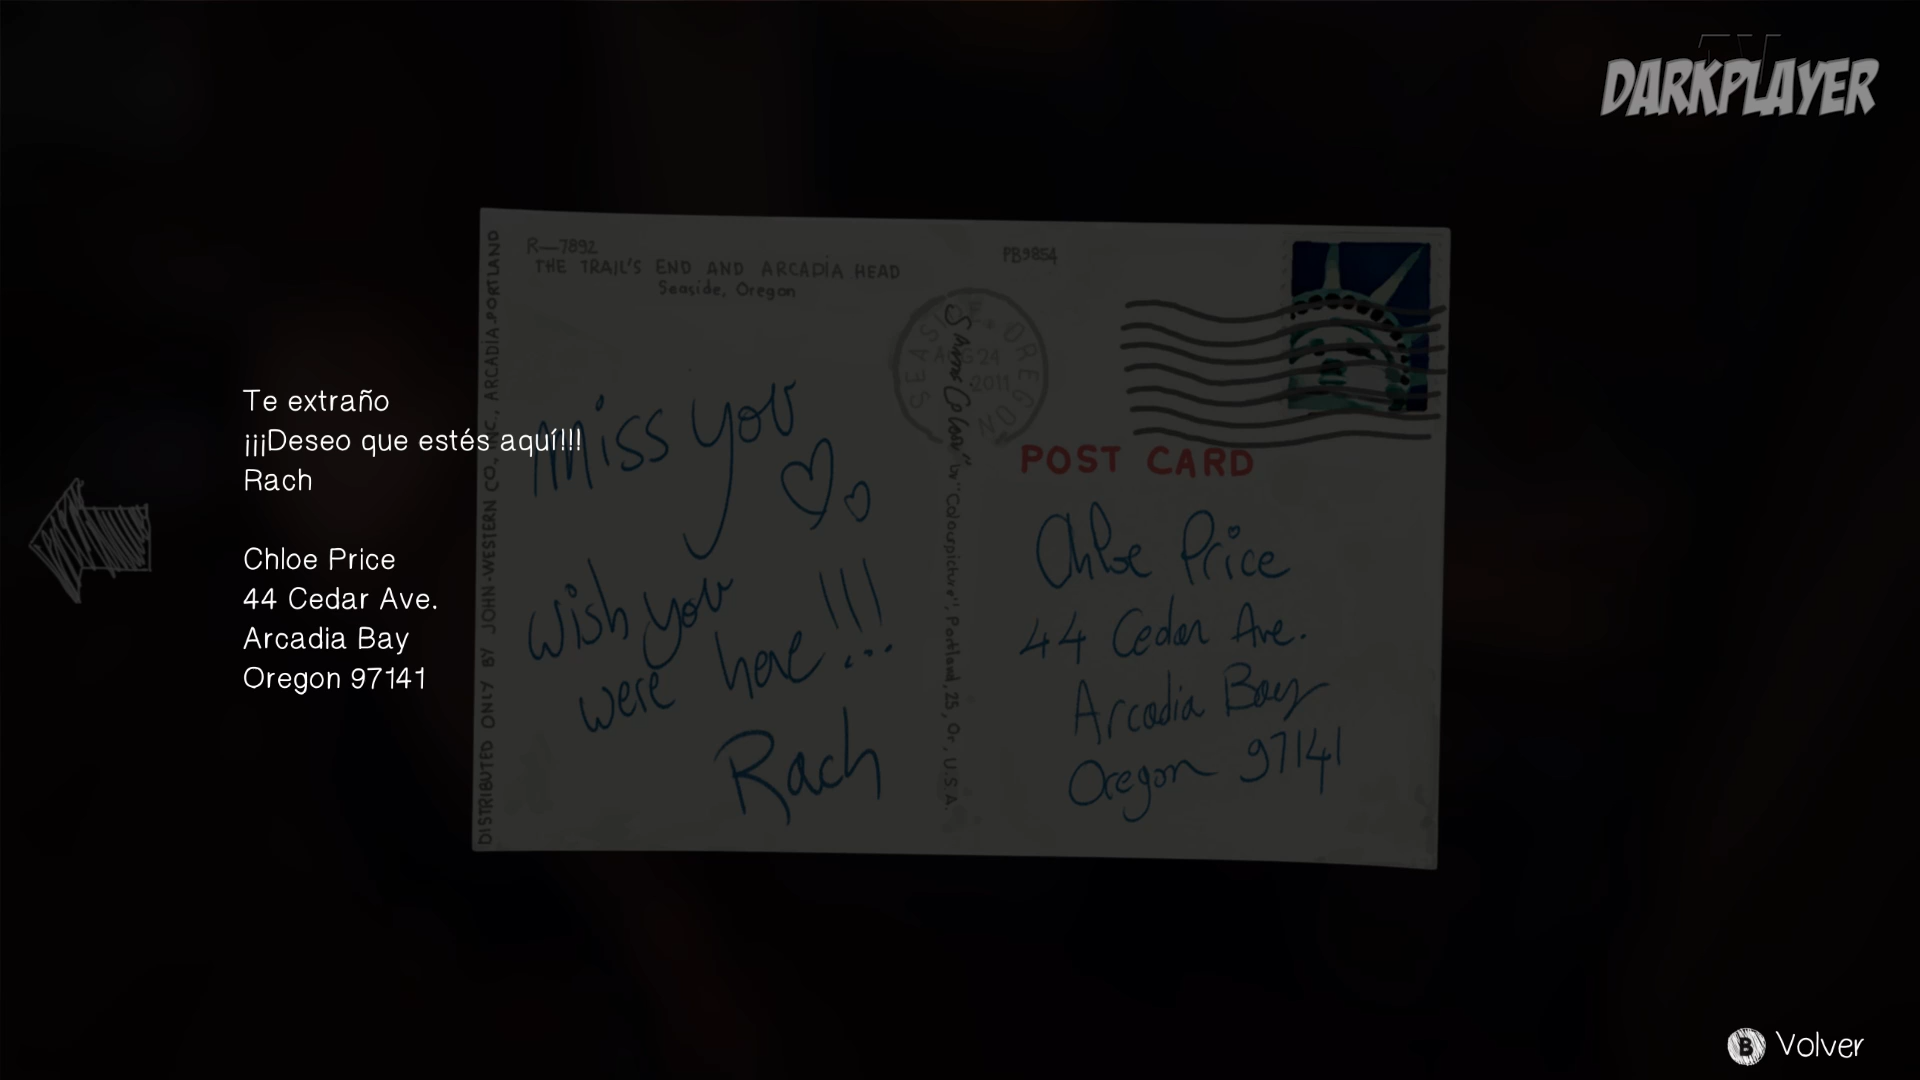 TV
DARKPLAYER
R—7892
THE TRAIL'S END AND ARCADIA HEAD
Seaside, Oregon
PB9854
DISTRIBUTED ONLY BY JOHN-WESTERN CO., INC., ARCADIA-PORTLAND
SEASIDE. OREGON
AUG 24
2011
by "Colourpicture", Portland, 25, Or, U.S.A.
POST CARD
Miss you
Wish you
were here!!!
Rach
Chloe Price
44 Cedar Ave.
Arcadia Bay
Oregon 97141
Te extraño
¡¡¡Deseo que estés aquí!!!
Rach
Chloe Price
44 Cedar Ave.
Arcadia Bay
Oregon 97141
B Volver